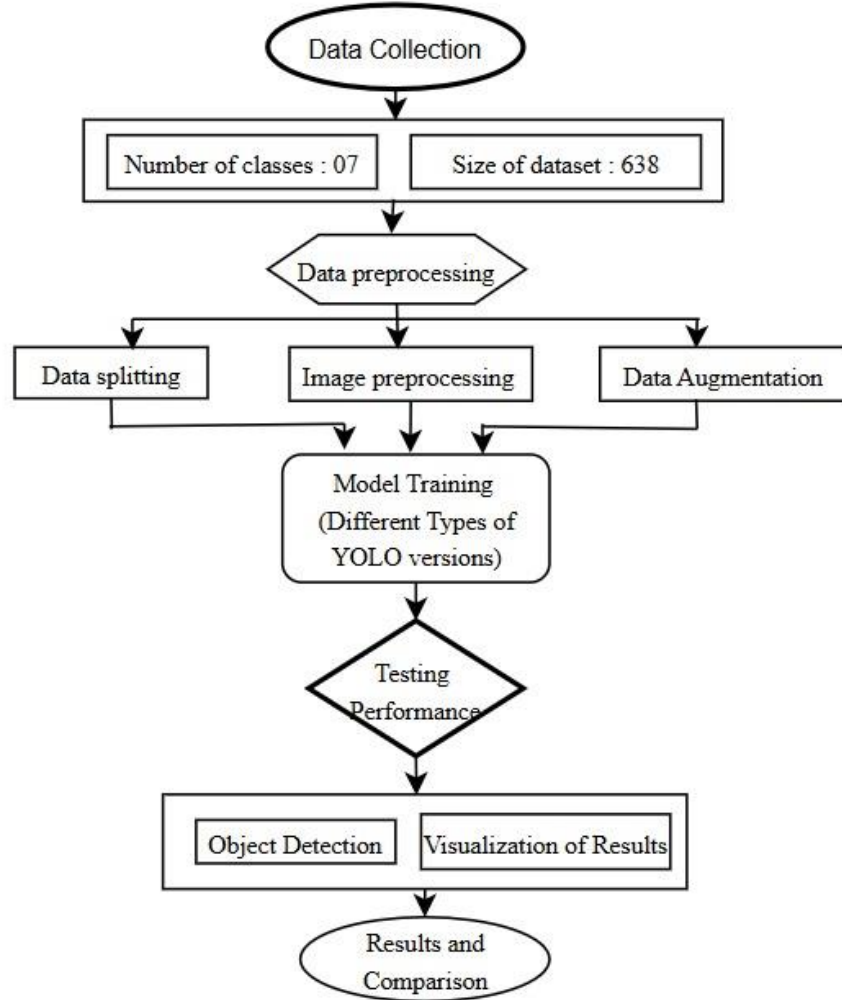 Data Collection
Number of classes : 07
Size of dataset : 638
Data preprocessing
Data splitting
Image preprocessing
Data Augmentation
Model Training
(Different Types of
YOLO versions)
Testing
Performance
Object Detection
Visualization of Results
Results and
Comparison